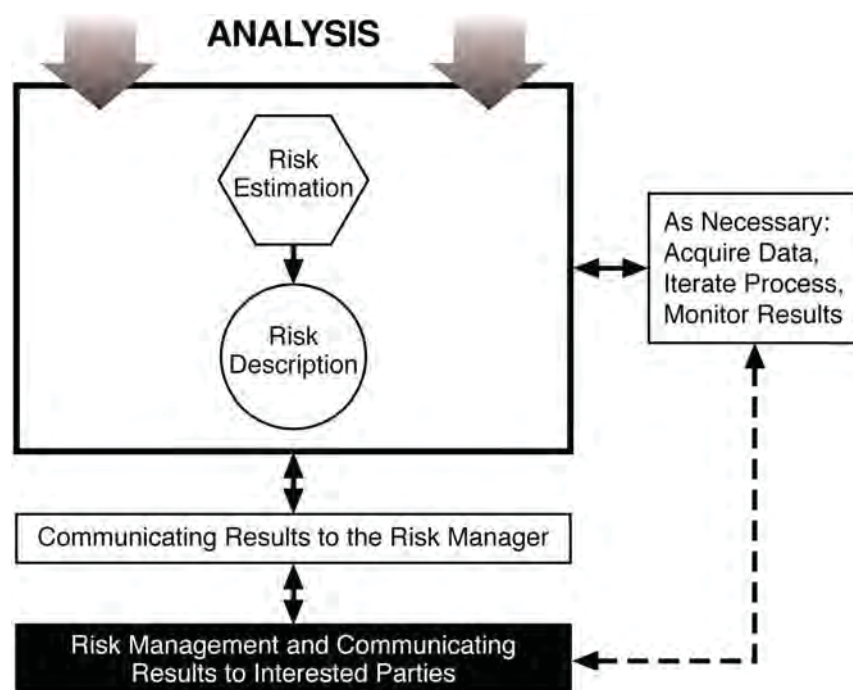 ANALYSIS
Risk
Estimation
Risk
Description
As Necessary:
Acquire Data,
Iterate Process,
Monitor Results
Communicating Results to the Risk Manager
Risk Management and Communicating
Results to Interested Parties